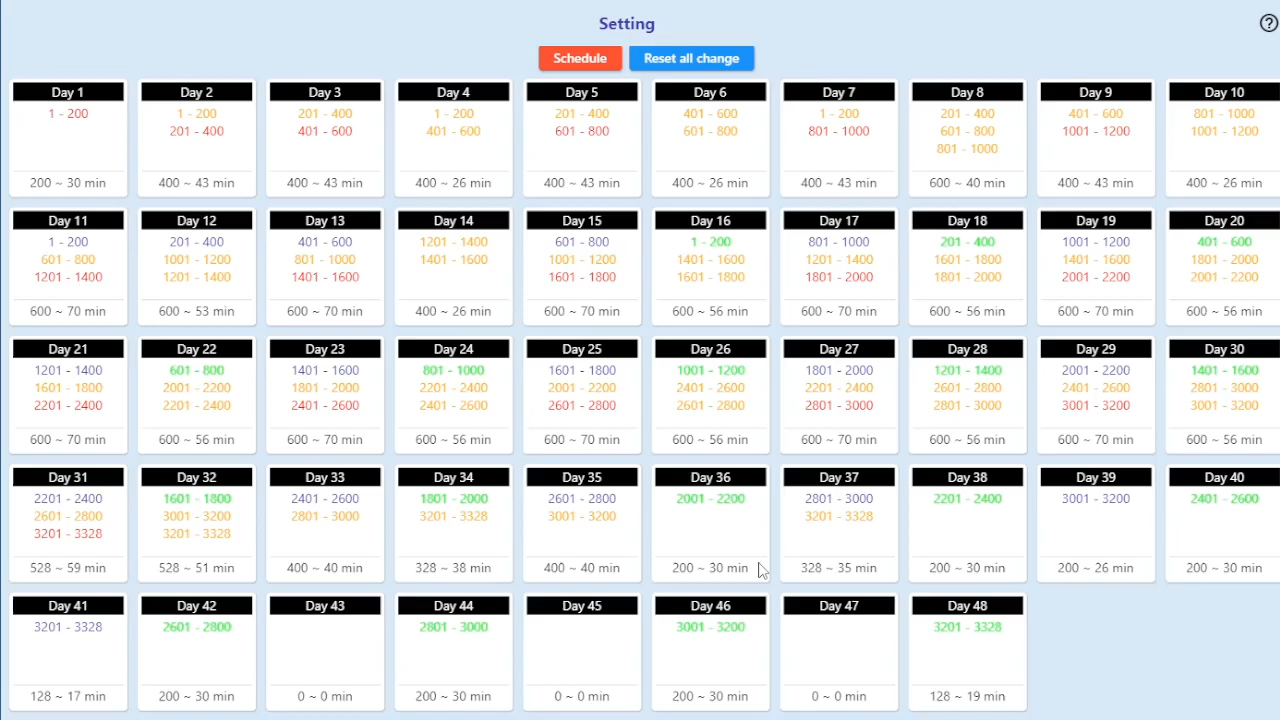 Setting
?
Schedule
Reset all change
Day 1
1 - 200
200 ~ 30 min
Day 2
1 - 200
201 - 400
400 ~ 43 min
Day 3
201 - 400
401 - 600
400 ~ 43 min
Day 4
1 - 200
401 - 600
400 ~ 26 min
Day 5
201 - 400
601 - 800
400 ~ 43 min
Day 6
401 - 600
601 - 800
400 ~ 26 min
Day 7
1 - 200
801 - 1000
400 ~ 43 min
Day 8
201 - 400
601 - 800
801 - 1000
600 ~ 40 min
Day 9
401 - 600
1001 - 1200
400 ~ 43 min
Day 10
801 - 1000
1001 - 1200
400 ~ 26 min
Day 11
1 - 200
601 - 800
1201 - 1400
600 ~ 70 min
Day 12
201 - 400
1001 - 1200
1201 - 1400
600 ~ 53 min
Day 13
401 - 600
801 - 1000
1401 - 1600
600 ~ 70 min
Day 14
1201 - 1400
1401 - 1600
400 ~ 26 min
Day 15
601 - 800
1001 - 1200
1601 - 1800
600 ~ 70 min
Day 16
1 - 200
1401 - 1600
1601 - 1800
600 ~ 56 min
Day 17
801 - 1000
1201 - 1400
1801 - 2000
600 ~ 70 min
Day 18
201 - 400
1601 - 1800
1801 - 2000
600 ~ 56 min
Day 19
1001 - 1200
1401 - 1600
2001 - 2200
600 ~ 70 min
Day 20
401 - 600
1801 - 2000
2001 - 2200
600 ~ 56 min
Day 21
1201 - 1400
1601 - 1800
2201 - 2400
600 ~ 70 min
Day 22
601 - 800
2001 - 2200
2201 - 2400
600 ~ 56 min
Day 23
1401 - 1600
1801 - 2000
2401 - 2600
600 ~ 70 min
Day 24
801 - 1000
2201 - 2400
2401 - 2600
600 ~ 56 min
Day 25
1601 - 1800
2001 - 2200
2601 - 2800
600 ~ 70 min
Day 26
1001 - 1200
2401 - 2600
2601 - 2800
600 ~ 56 min
Day 27
1801 - 2000
2201 - 2400
2801 - 3000
600 ~ 70 min
Day 28
1201 - 1400
2601 - 2800
2801 - 3000
600 ~ 56 min
Day 29
2001 - 2200
2401 - 2600
3001 - 3200
600 ~ 70 min
Day 30
1401 - 1600
2801 - 3000
3001 - 3200
600 ~ 56 min
Day 31
2201 - 2400
2601 - 2800
3201 - 3328
528 ~ 59 min
Day 32
1601 - 1800
3001 - 3200
3201 - 3328
528 ~ 51 min
Day 33
2401 - 2600
2801 - 3000
400 ~ 40 min
Day 34
1801 - 2000
3201 - 3328
328 ~ 38 min
Day 35
2601 - 2800
3001 - 3200
400 ~ 40 min
Day 36
2001 - 2200
200 ~ 30 min
Day 37
2801 - 3000
3201 - 3328
328 ~ 35 min
Day 38
2201 - 2400
200 ~ 30 min
Day 39
3001 - 3200
200 ~ 26 min
Day 40
2401 - 2600
200 ~ 30 min
Day 41
3201 - 3328
128 ~ 17 min
Day 42
2601 - 2800
200 ~ 30 min
Day 43
0 ~ 0 min
Day 44
2801 - 3000
200 ~ 30 min
Day 45
0 ~ 0 min
Day 46
3001 - 3200
200 ~ 30 min
Day 47
0 ~ 0 min
Day 48
3201 - 3328
128 ~ 19 min